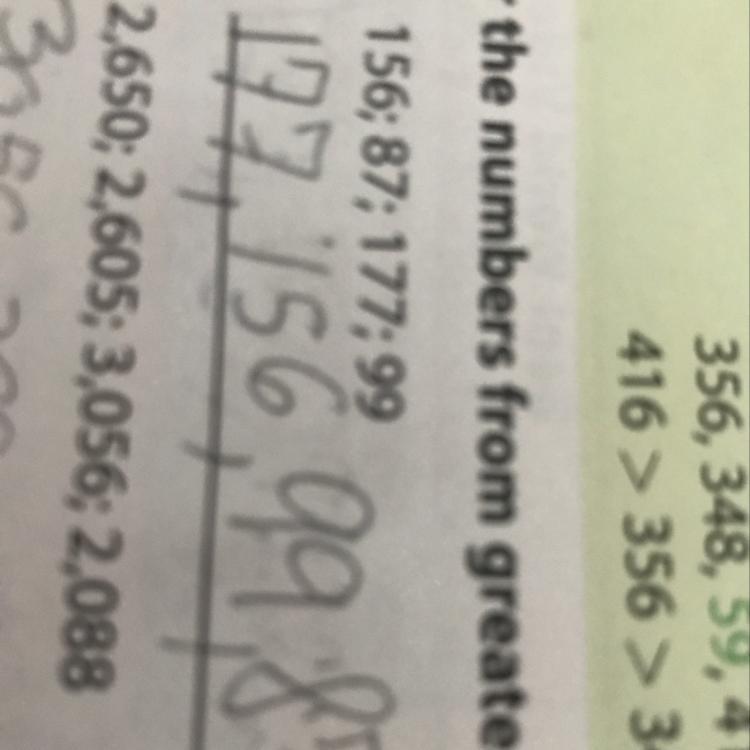 356, 348, 59, 4
416 > 356 > 3
the numbers from greate
156; 87; 177; 99
177, 156, 99, 87
2,650; 2,605; 3,056; 2,088